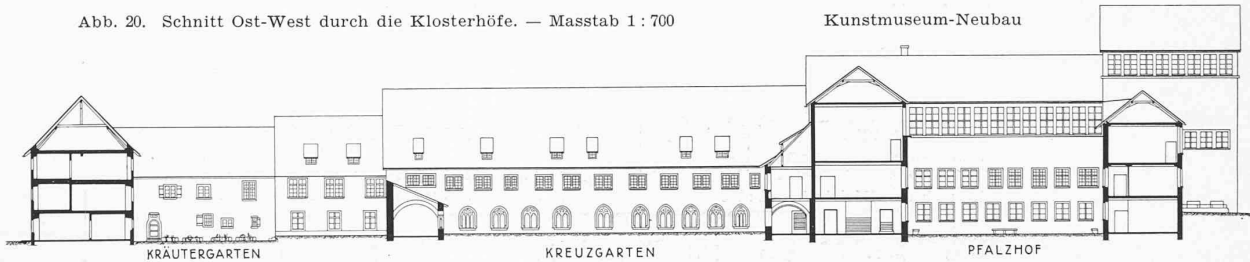 Abb. 20. Schnitt Ost-West durch die Klosterhöfe. — Masstab 1 : 700
Kunstmuseum-Neubau
KRÄUTERGARTEN
KREUZGARTEN
PFALZHOF